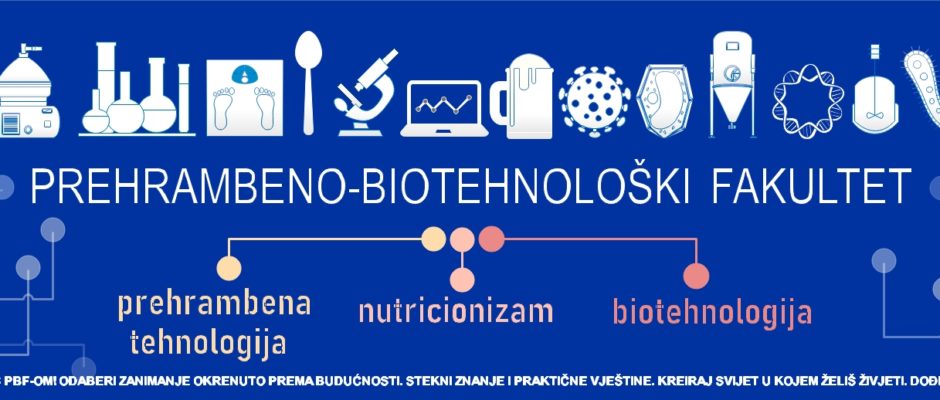 PREHRAMBENO-BIOTEHNOLOŠKI FAKULTET
prehrambena
tehnologija
nutricionizam
biotehnologija
PBF-OM! ODABERI ZANIMANJE OKRENUTO PREMA BUDUĆNOSTI. STEKNI ZNANJE I PRAKTIČNE VJEŠTINE. KREIRAJ SVIJET U KOJEM ŽELIŠ ŽIVJETI.